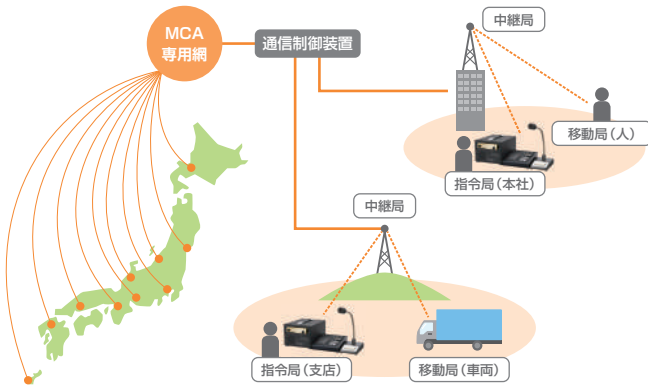 MCA
専用網
通信制御装置
中継局
移動局(人)
指令局(本社)
中継局
指令局(支店)
移動局(車両)